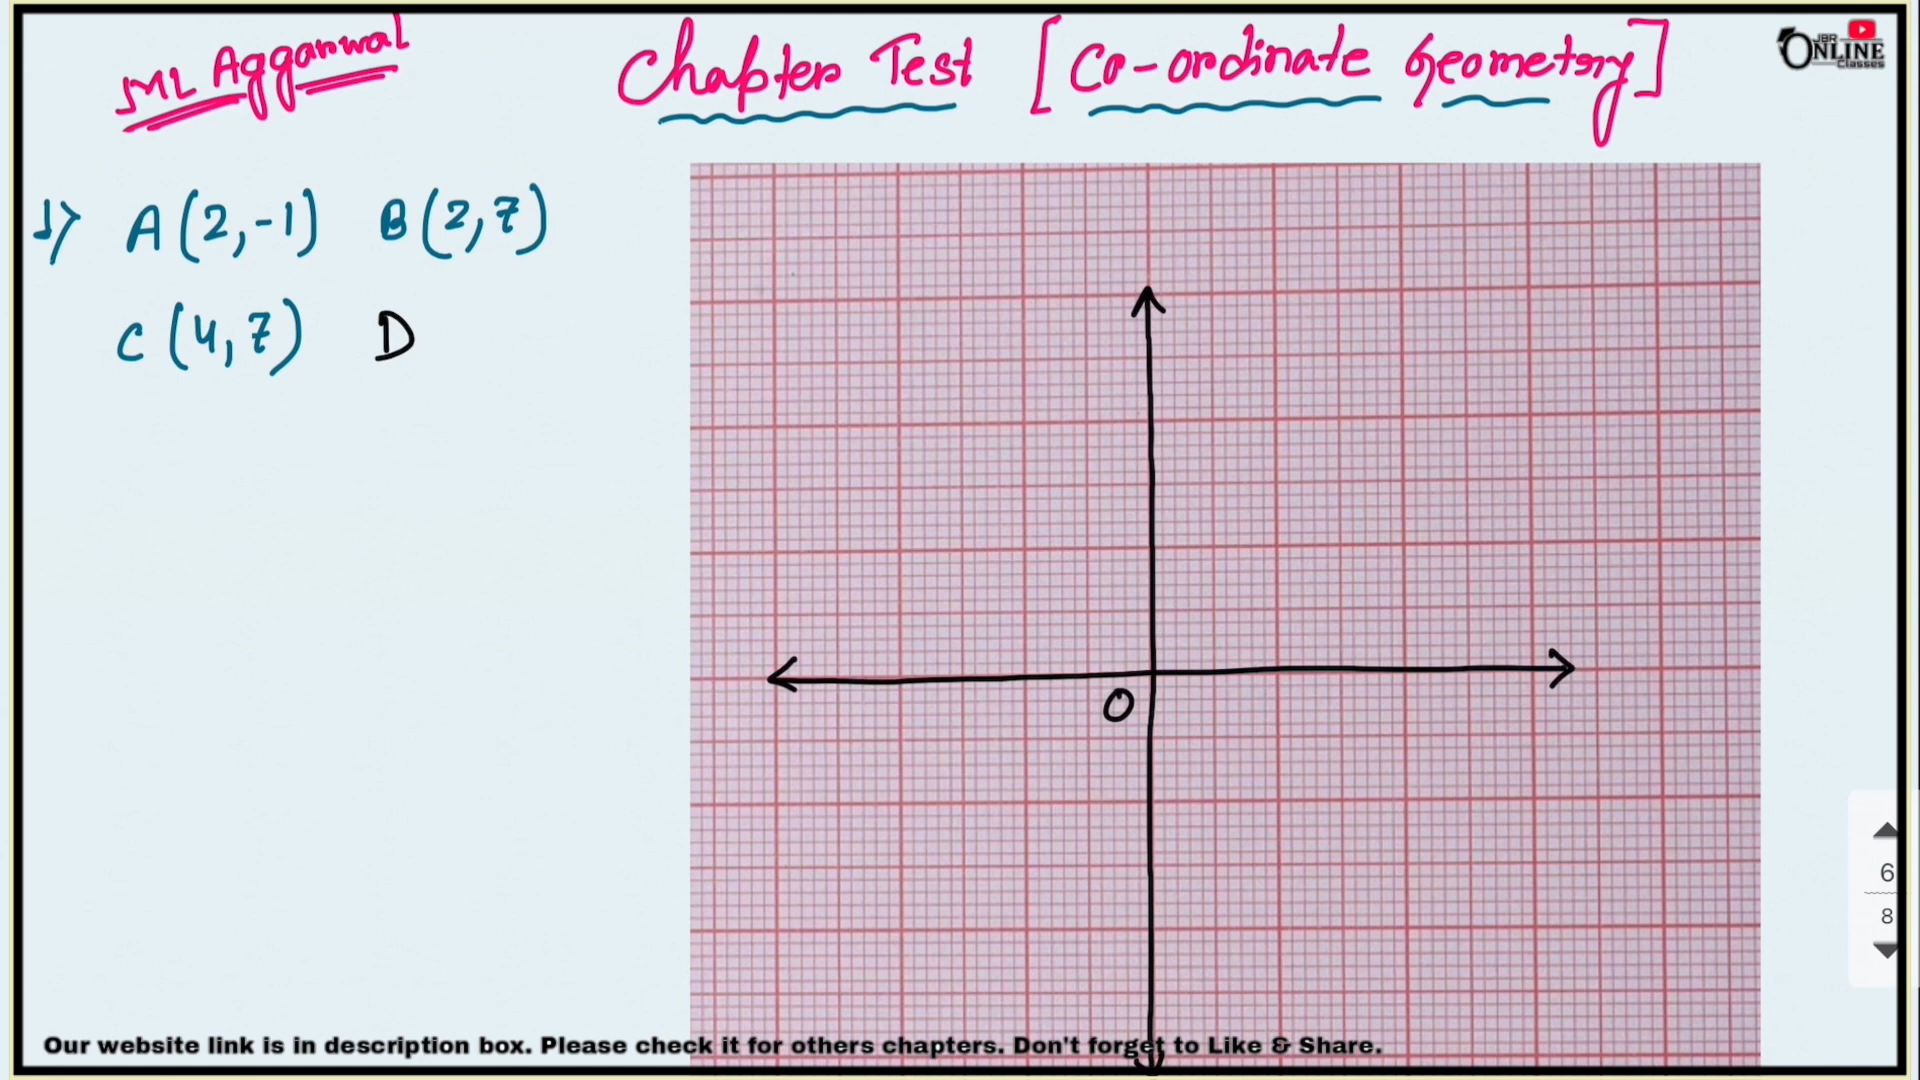 ML Aggarwal
Chapter Test [Co-ordinate Geometry]
JBR
ONLINE
Classes
1) A(2,-1) B(2,7)
C(4,7) D
O
6
8
Our website link is in description box. Please check it for others chapters. Don't forget to Like & Share.